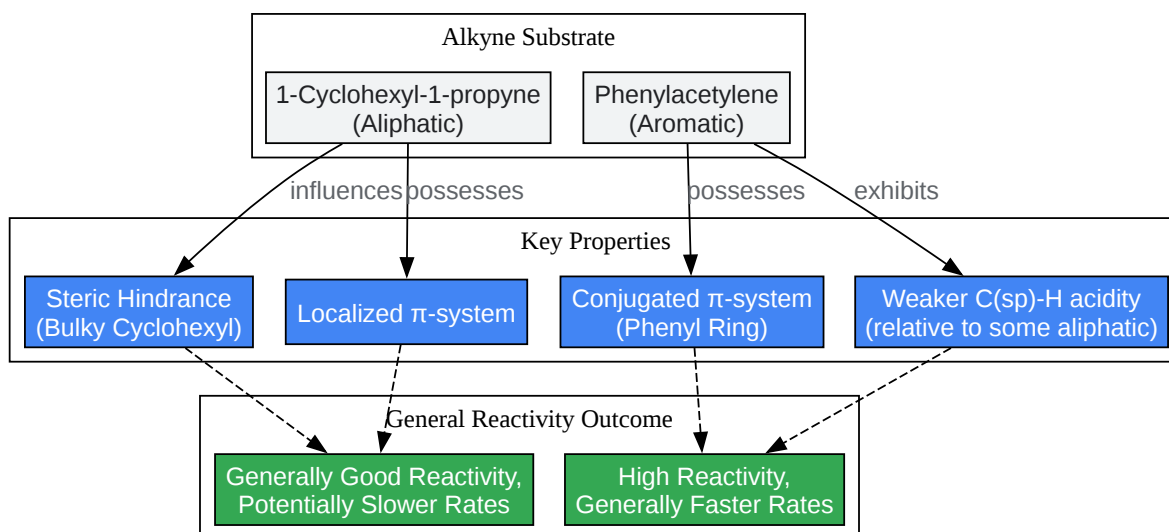 Alkyne Substrate
1-Cyclohexyl-1-propyne
(Aliphatic)
Phenylacetylene
(Aromatic)
influences
possesses
possesses
exhibits
Key Properties
Steric Hindrance
(Bulky Cyclohexyl)
Localized π-system
Conjugated π-system
(Phenyl Ring)
Weaker C(sp)-H acidity
(relative to some aliphatic)
General Reactivity Outcome
Generally Good Reactivity,
Potentially Slower Rates
High Reactivity,
Generally Faster Rates